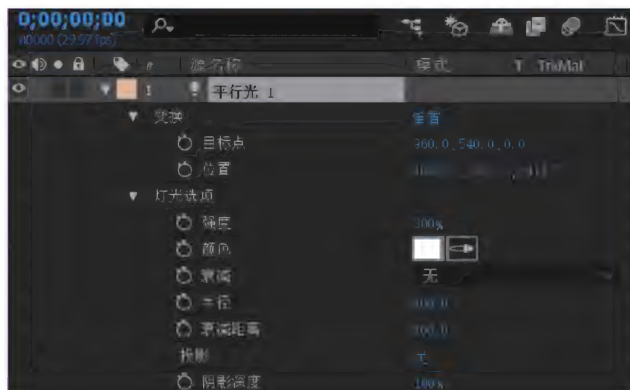 0;00;00;00
00000 (29.97 fps)
# 源名称 模式 T TrkMat
1 平行光 1
变换 重置
目标点 960.0,540.0,0.0
位置
灯光选项
强度 300%
颜色
衰减 无
半径
衰减距离
投影
阴影深度 100%